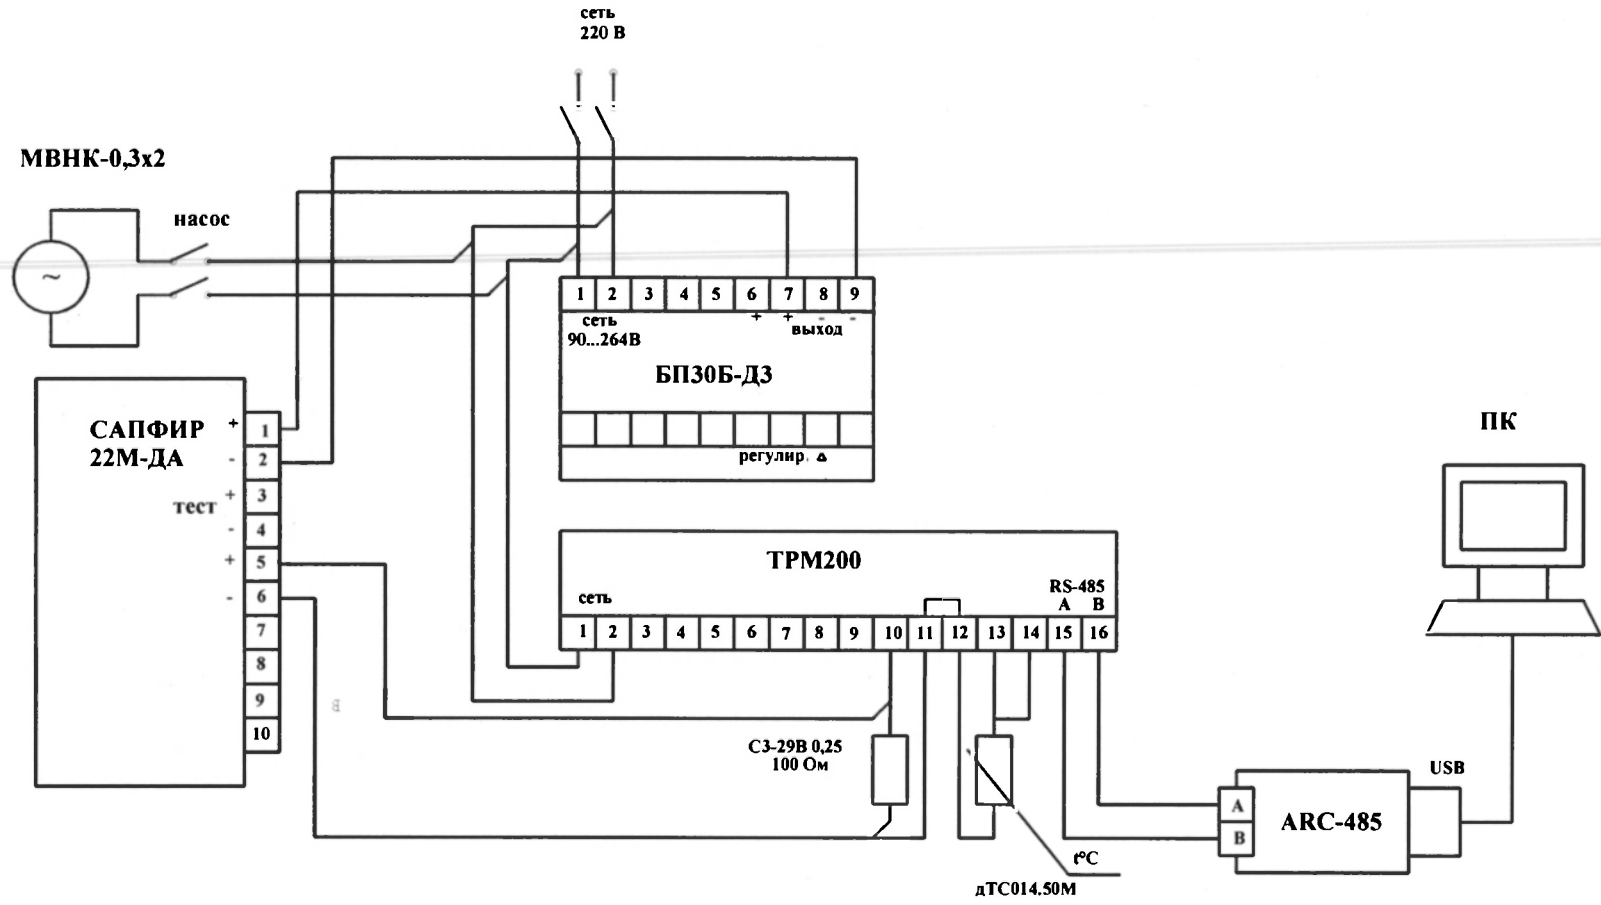 сеть
220 В
МВНК-0,3х2
насос
~
1 2 3 4 5 6 7 8 9
сеть + + - -
90...264В выход
БП30Б-Д3
регулир.
САПФИР
22М-ДА
тест
+ 1
- 2
+ 3
- 4
+ 5
- 6
7
8
9
10
ТРМ200
сеть
RS-485
А В
1 2 3 4 5 6 7 8 9 10 11 12 13 14 15 16
С3-29В 0,25
100 Ом
t°C
дТС014.50М
ПК
USB
А
В
ARC-485